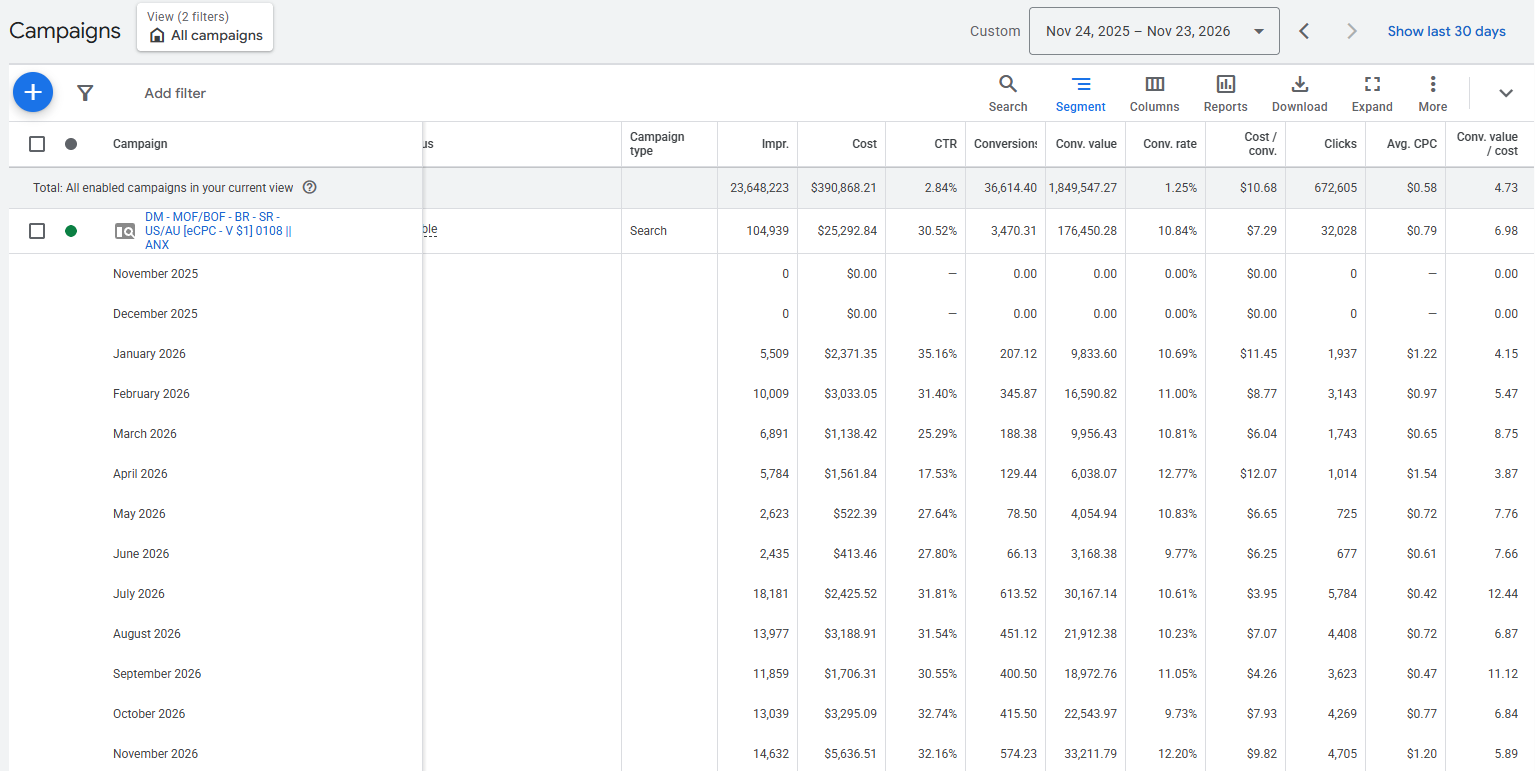 Campaigns
View (2 filters)
All campaigns
Custom
Nov 24, 2025 – Nov 23, 2026
Show last 30 days
Add filter
Search
Segment
Columns
Reports
Download
Expand
More
Campaign us Campaign type Impr. Cost CTR Conversions Conv. value Conv. rate Cost / conv. Clicks Avg. CPC Conv. value / cost
Total: All enabled campaigns in your current view 23,648,223 $390,868.21 2.84% 36,614.40 1,849,547.27 1.25% $10.68 672,605 $0.58 4.73
DM - MOF/BOF - BR - SR -
US/AU [eCPC - V $1] 0108 ||
ANX
ble Search 104,939 $25,292.84 30.52% 3,470.31 176,450.28 10.84% $7.29 32,028 $0.79 6.98
November 2025 0 $0.00 — 0.00 0.00 0.00% $0.00 0 — 0.00
December 2025 0 $0.00 — 0.00 0.00 0.00% $0.00 0 — 0.00
January 2026 5,509 $2,371.35 35.16% 207.12 9,833.60 10.69% $11.45 1,937 $1.22 4.15
February 2026 10,009 $3,033.05 31.40% 345.87 16,590.82 11.00% $8.77 3,143 $0.97 5.47
March 2026 6,891 $1,138.42 25.29% 188.38 9,956.43 10.81% $6.04 1,743 $0.65 8.75
April 2026 5,784 $1,561.84 17.53% 129.44 6,038.07 12.77% $12.07 1,014 $1.54 3.87
May 2026 2,623 $522.39 27.64% 78.50 4,054.94 10.83% $6.65 725 $0.72 7.76
June 2026 2,435 $413.46 27.80% 66.13 3,168.38 9.77% $6.25 677 $0.61 7.66
July 2026 18,181 $2,425.52 31.81% 613.52 30,167.14 10.61% $3.95 5,784 $0.42 12.44
August 2026 13,977 $3,188.91 31.54% 451.12 21,912.38 10.23% $7.07 4,408 $0.72 6.87
September 2026 11,859 $1,706.31 30.55% 400.50 18,972.76 11.05% $4.26 3,623 $0.47 11.12
October 2026 13,039 $3,295.09 32.74% 415.50 22,543.97 9.73% $7.93 4,269 $0.77 6.84
November 2026 14,632 $5,636.51 32.16% 574.23 33,211.79 12.20% $9.82 4,705 $1.20 5.89